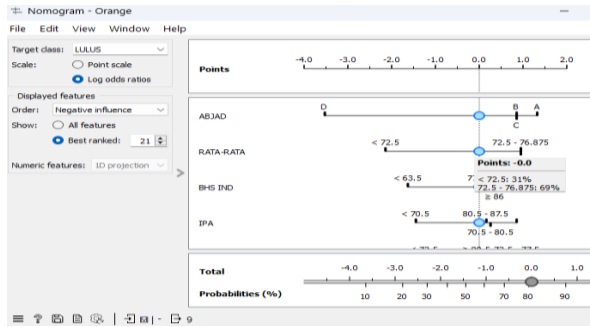 Nomogram - Orange
File Edit View Window Help
Target class: LULUS
Scale: Point scale
Log odds ratios
Displayed features
Order: Negative influence
Show: All features
Best ranked: 21
Numeric features: 1D projection
Points -4.0 -3.0 -2.0 -1.0 0.0 1.0 2.0
ABJAD D B A
C
RATA-RATA < 72.5 72.5 - 76.875
Points: -0.0
< 72.5: 31%
72.5 - 76.875: 69%
BHS IND < 63.5 7
≥ 86
IPA < 70.5 80.5 - 87.5
70.5 - 80.5
Total -4.0 -3.0 -2.0 -1.0 0.0 1.0
Probabilities (%) 10 20 30 50 70 80 90
9